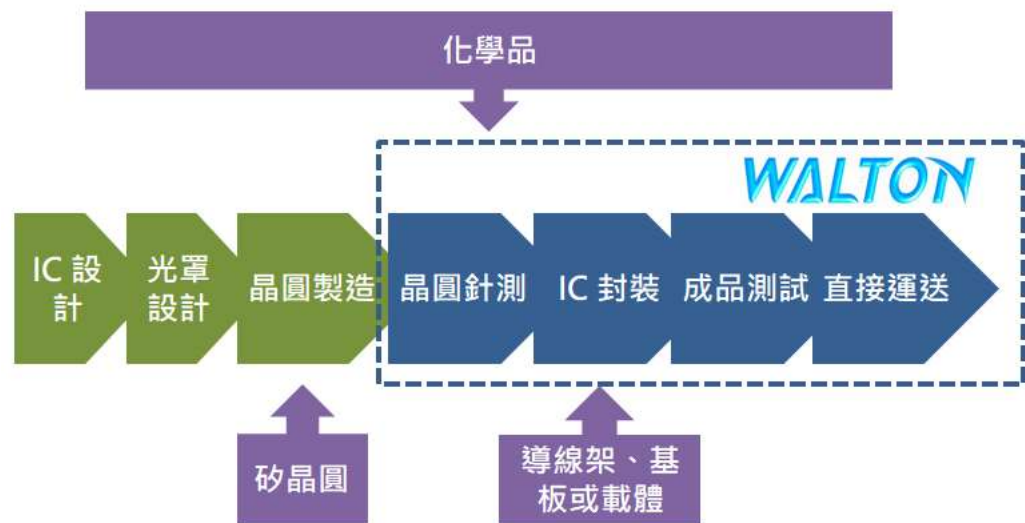 化學品
WALTON
IC 設
計
光罩
設計
晶圓製造
晶圓針測
IC 封裝
成品測試
直接運送
矽晶圓
導線架、基
板或載體